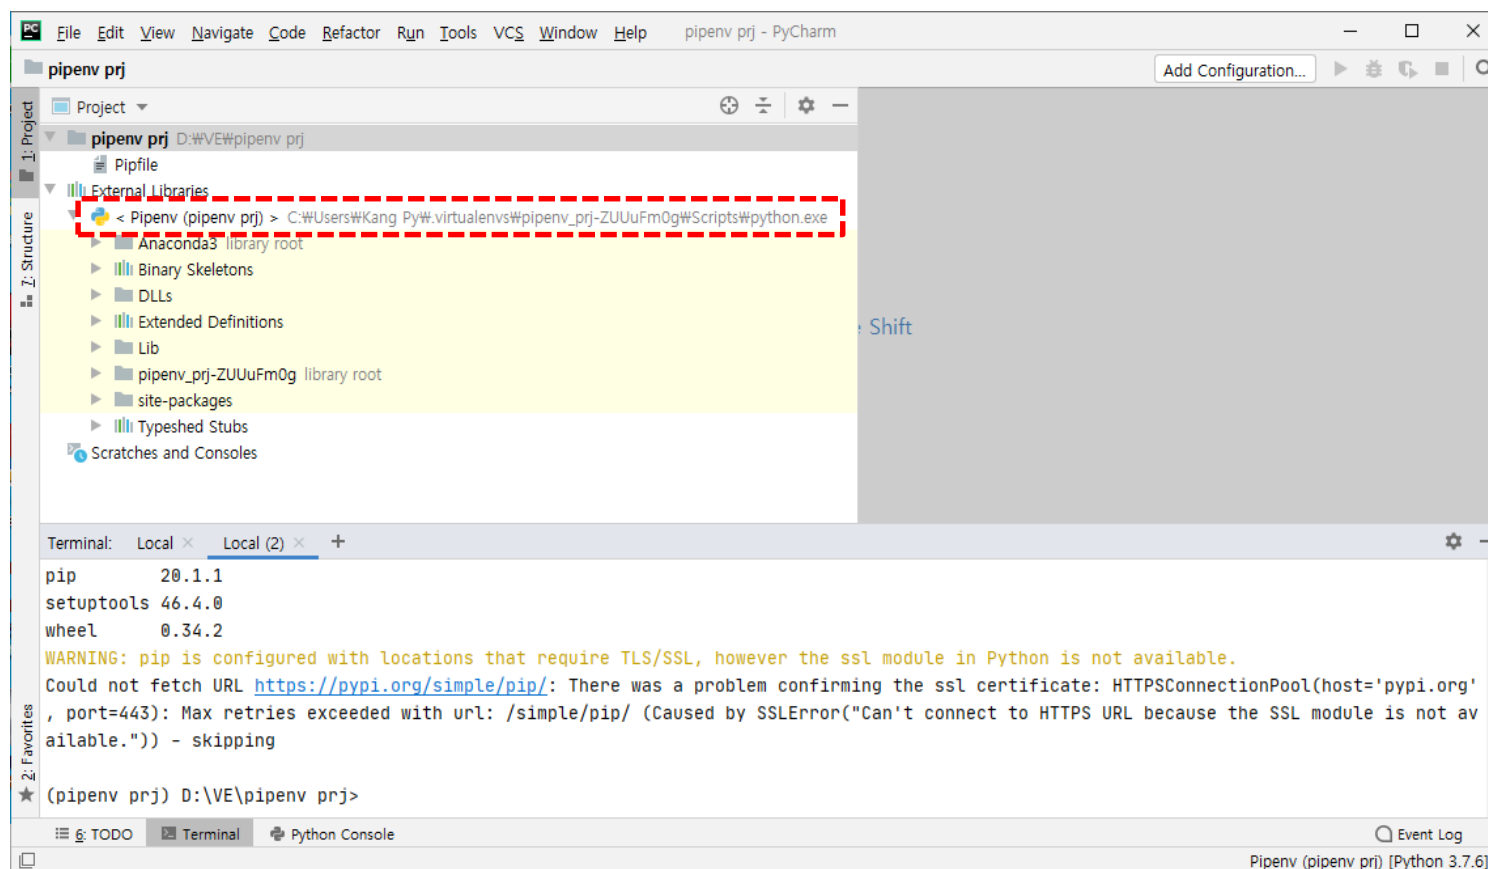 PC File Edit View Navigate Code Refactor Run Tools VCS Window Help pipenv prj - PyCharm
pipenv prj
Add Configuration...
1: Project
Project
pipenv prj D:₩VE₩pipenv prj
Pipfile
External Libraries
< Pipenv (pipenv prj) > C:₩Users₩Kang Py₩.virtualenvs₩pipenv_prj-ZUUuFm0g₩Scripts₩python.exe
Anaconda3 library root
Binary Skeletons
DLLs
Extended Definitions
Lib
pipenv_prj-ZUUuFm0g library root
site-packages
Typeshed Stubs
Scratches and Consoles
7: Structure
Shift
Terminal: Local Local (2) +
pip 20.1.1
setuptools 46.4.0
wheel 0.34.2
WARNING: pip is configured with locations that require TLS/SSL, however the ssl module in Python is not available.
Could not fetch URL https://pypi.org/simple/pip/: There was a problem confirming the ssl certificate: HTTPSConnectionPool(host='pypi.org'
, port=443): Max retries exceeded with url: /simple/pip/ (Caused by SSLError("Can't connect to HTTPS URL because the SSL module is not av
ailable.")) - skipping
(pipenv prj) D:\VE\pipenv prj>
2: Favorites
6: TODO Terminal Python Console Event Log
Pipenv (pipenv prj) [Python 3.7.6]